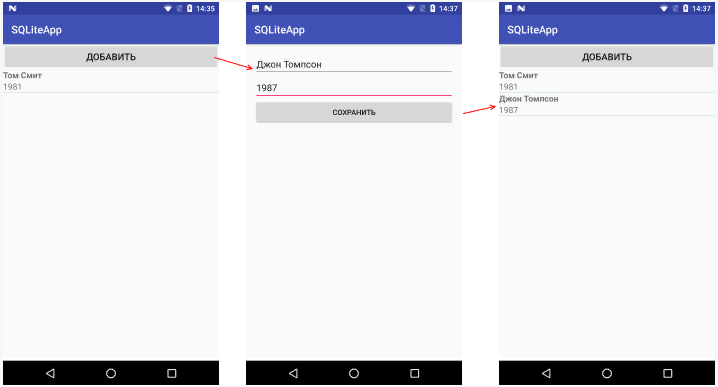 14:35
SQLiteApp
ДОБАВИТЬ
Том Смит
1981
14:37
SQLiteApp
Джон Томпсон
1987
СОХРАНИТЬ
14:37
SQLiteApp
ДОБАВИТЬ
Том Смит
1981
Джон Томпсон
1987